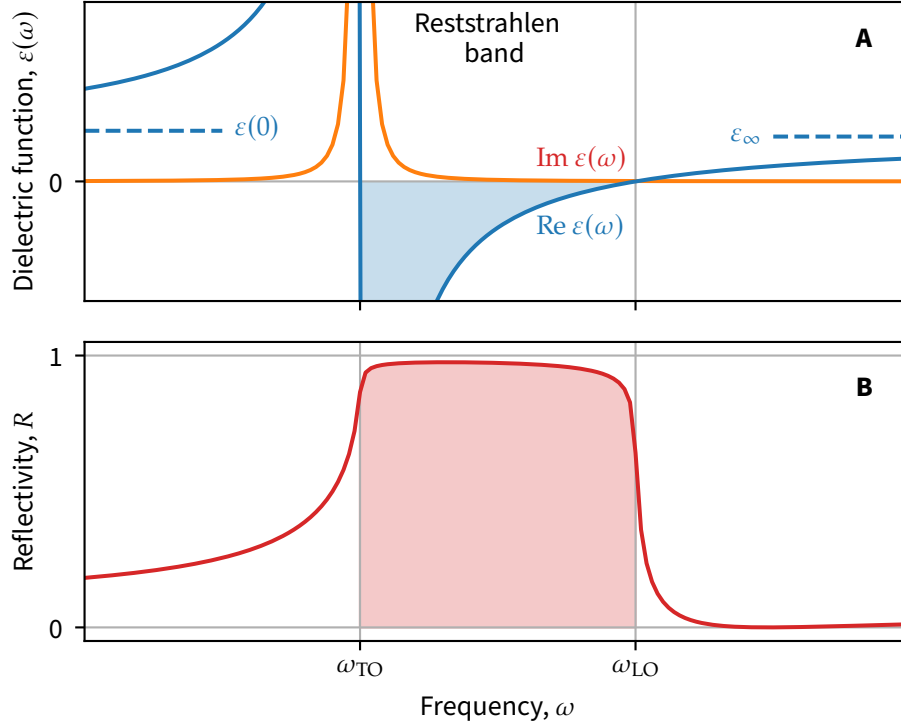 Reststrahlen
band
A
Dielectric function, ε(ω)
ε(0)
ε∞
Im ε(ω)
0
Re ε(ω)
1
B
Reflectivity, R
0
ωTO
ωLO
Frequency, ω